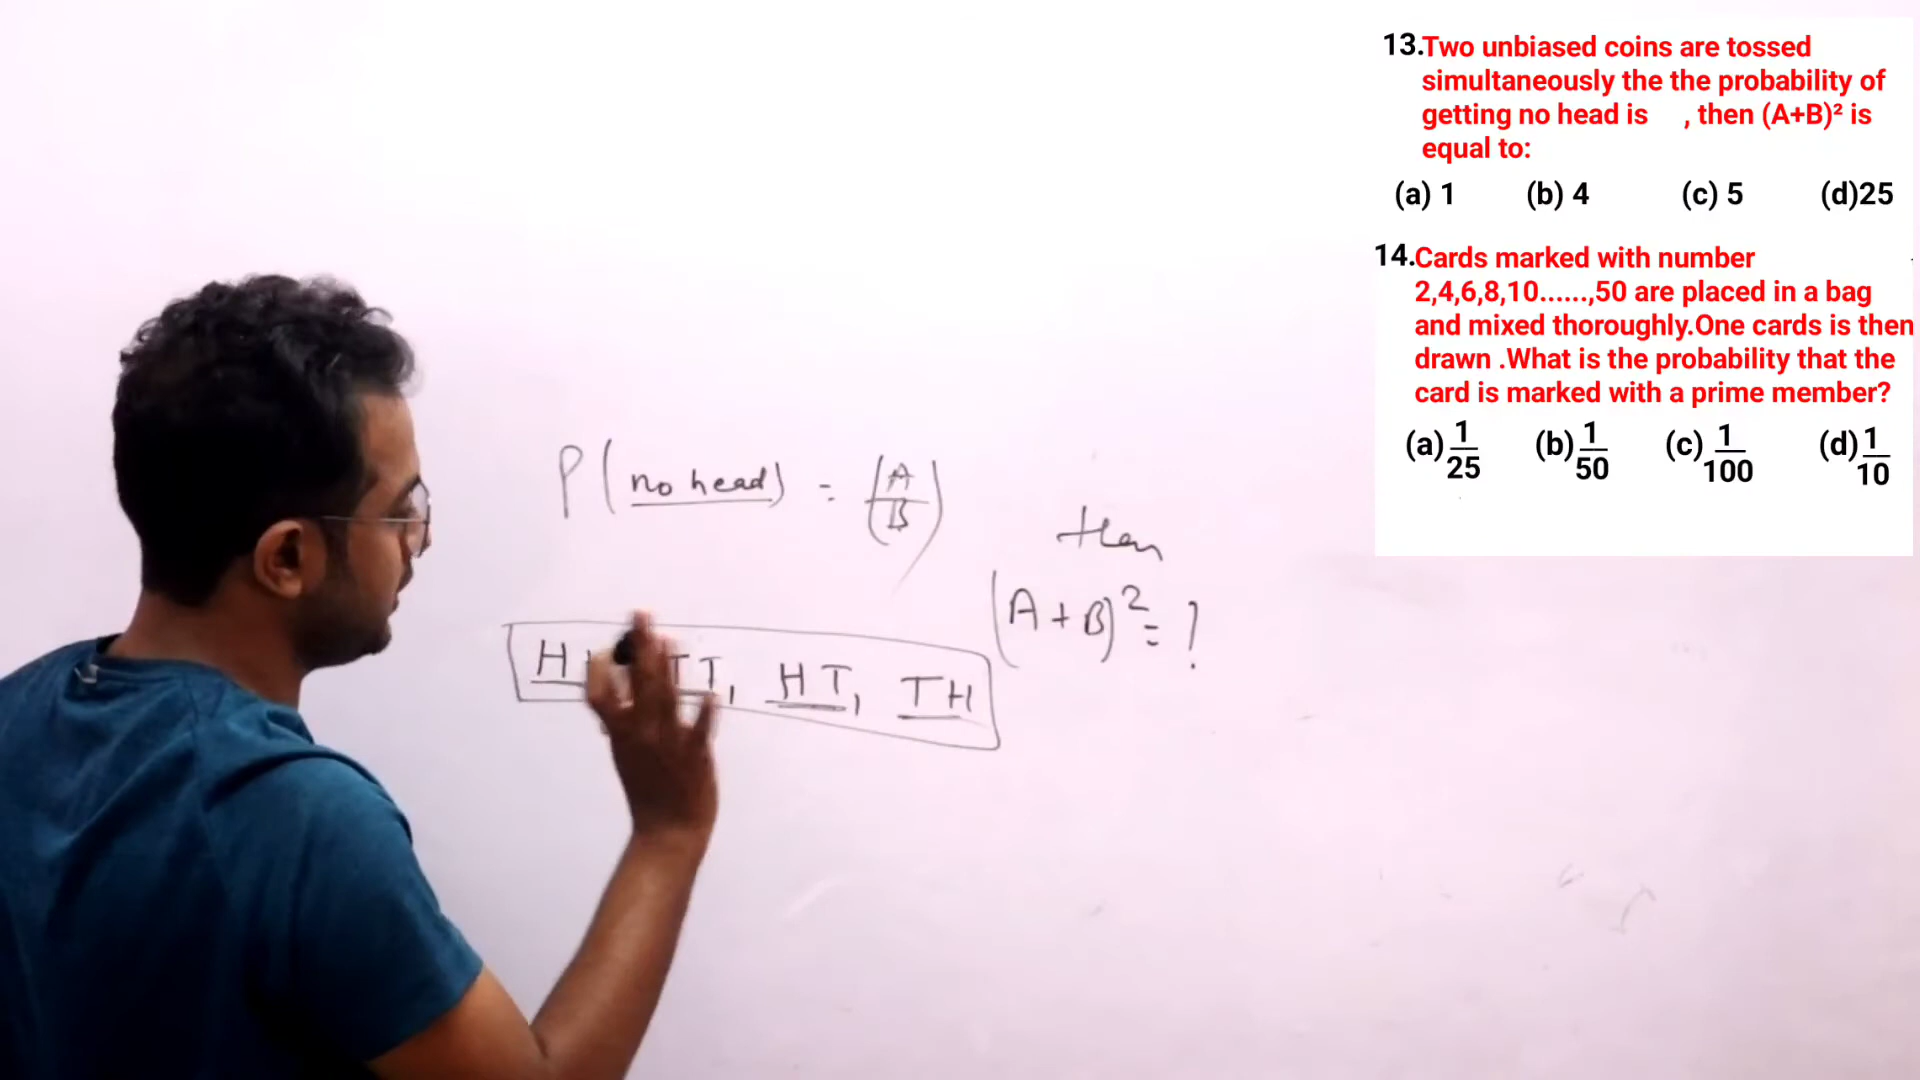 13.Two unbiased coins are tossed
simultaneously the the probability of
getting no head is , then (A+B)² is
equal to:
(a) 1 (b) 4 (c) 5 (d)25
14.Cards marked with number
2,4,6,8,10......,50 are placed in a bag
and mixed thoroughly.One cards is then
drawn .What is the probability that the
card is marked with a prime member?
(a) 1/25 (b) 1/50 (c) 1/100 (d) 1/10
P(no head) = (A/B)
then
(A+B)² = ?
TT, HT, TH